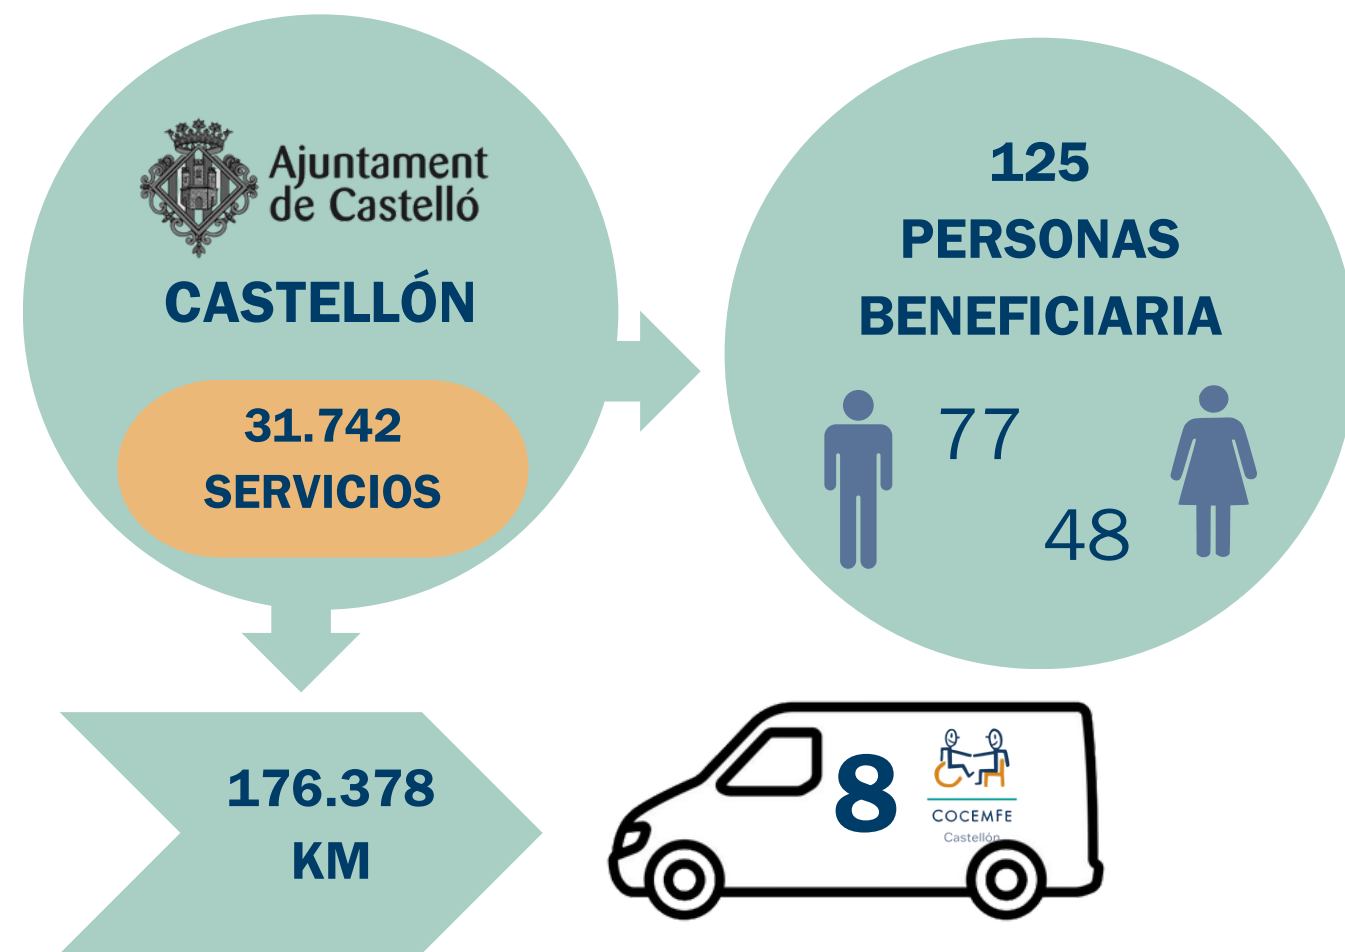 Ajuntament
de Castelló
CASTELLÓN
31.742
SERVICIOS
125
PERSONAS
BENEFICIARIA
77
48
176.378
KM
8
COCEMFE
Castellón